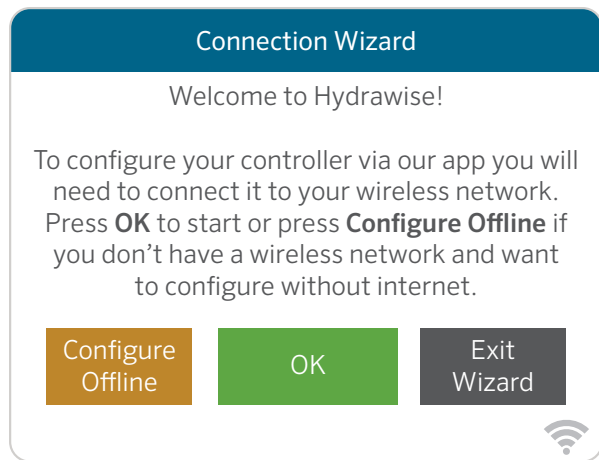 Connection Wizard
Welcome to Hydrawise!
To configure your controller via our app you will
need to connect it to your wireless network.
Press OK to start or press Configure Offline if
you don’t have a wireless network and want
to configure without internet.
Configure
Offline
OK
Exit
Wizard